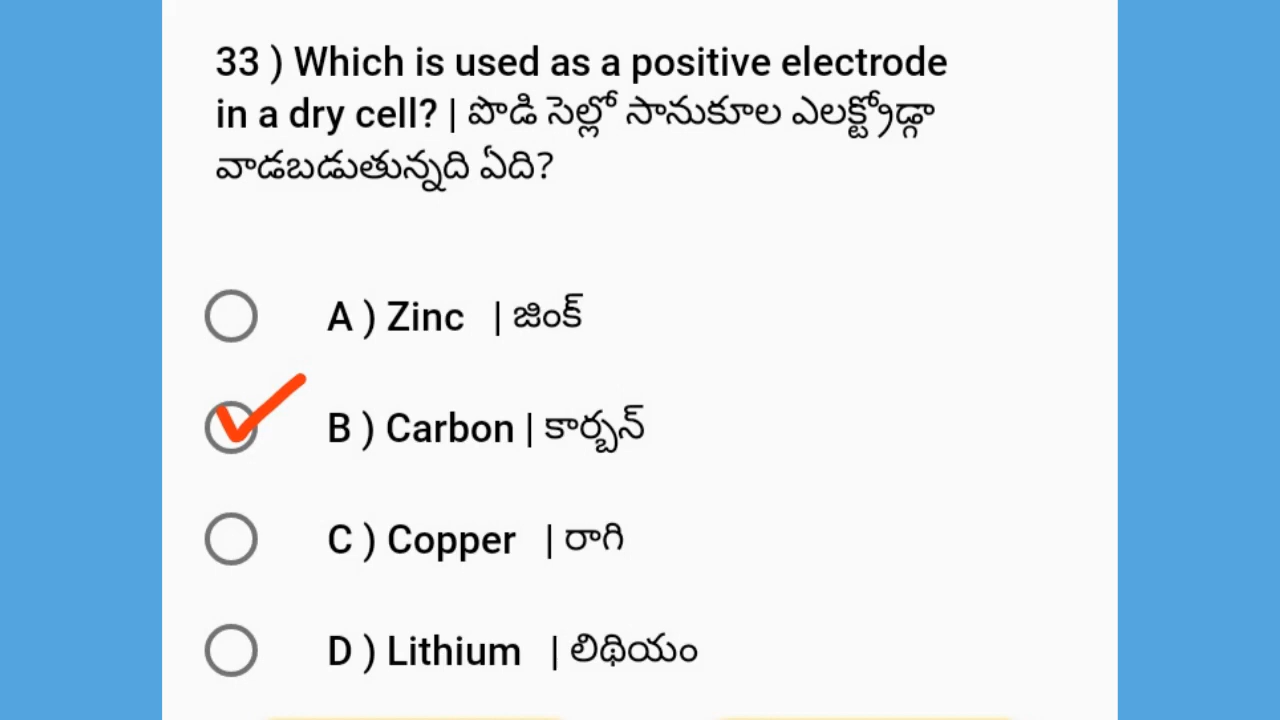 33 ) Which is used as a positive electrode
in a dry cell? | పొడి సెల్లో సానుకూల ఎలక్ట్రోడ్గా
వాడబడుతున్నది ఏది?
A ) Zinc | జింక్
B ) Carbon | కార్బన్
C ) Copper | రాగి
D ) Lithium | లిథియం